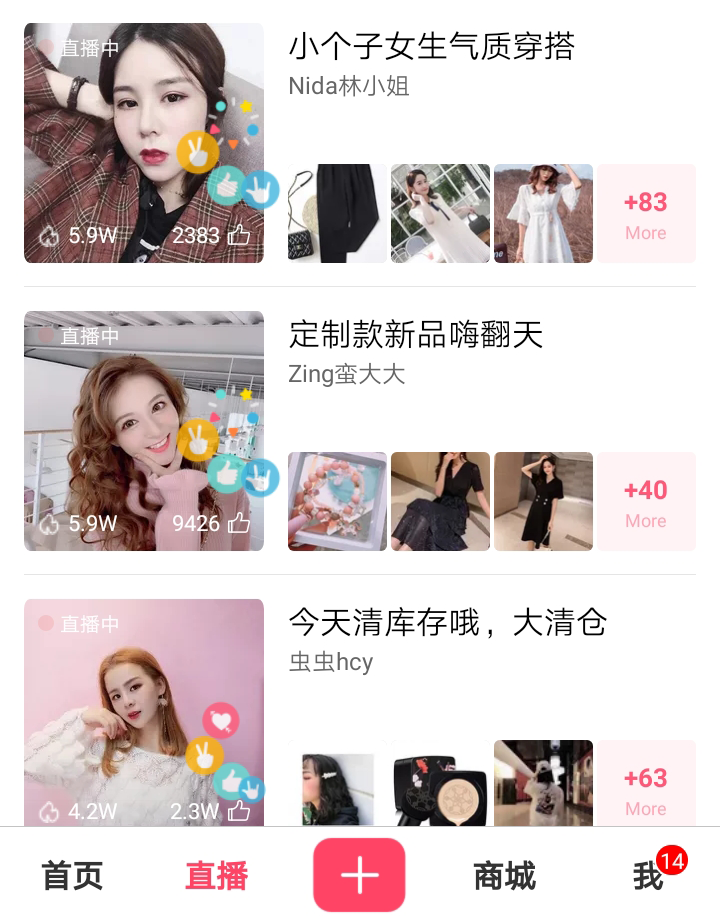 直播中
小个子女生气质穿搭
Nida林小姐
5.9W 2383
+83
More
直播中
定制款新品嗨翻天
Zing蛮大大
5.9W 9426
+40
More
直播中
今天清库存哦，大清仓
虫虫hcy
4.2W 2.3W
+63
More
首页 直播 商城 我 14